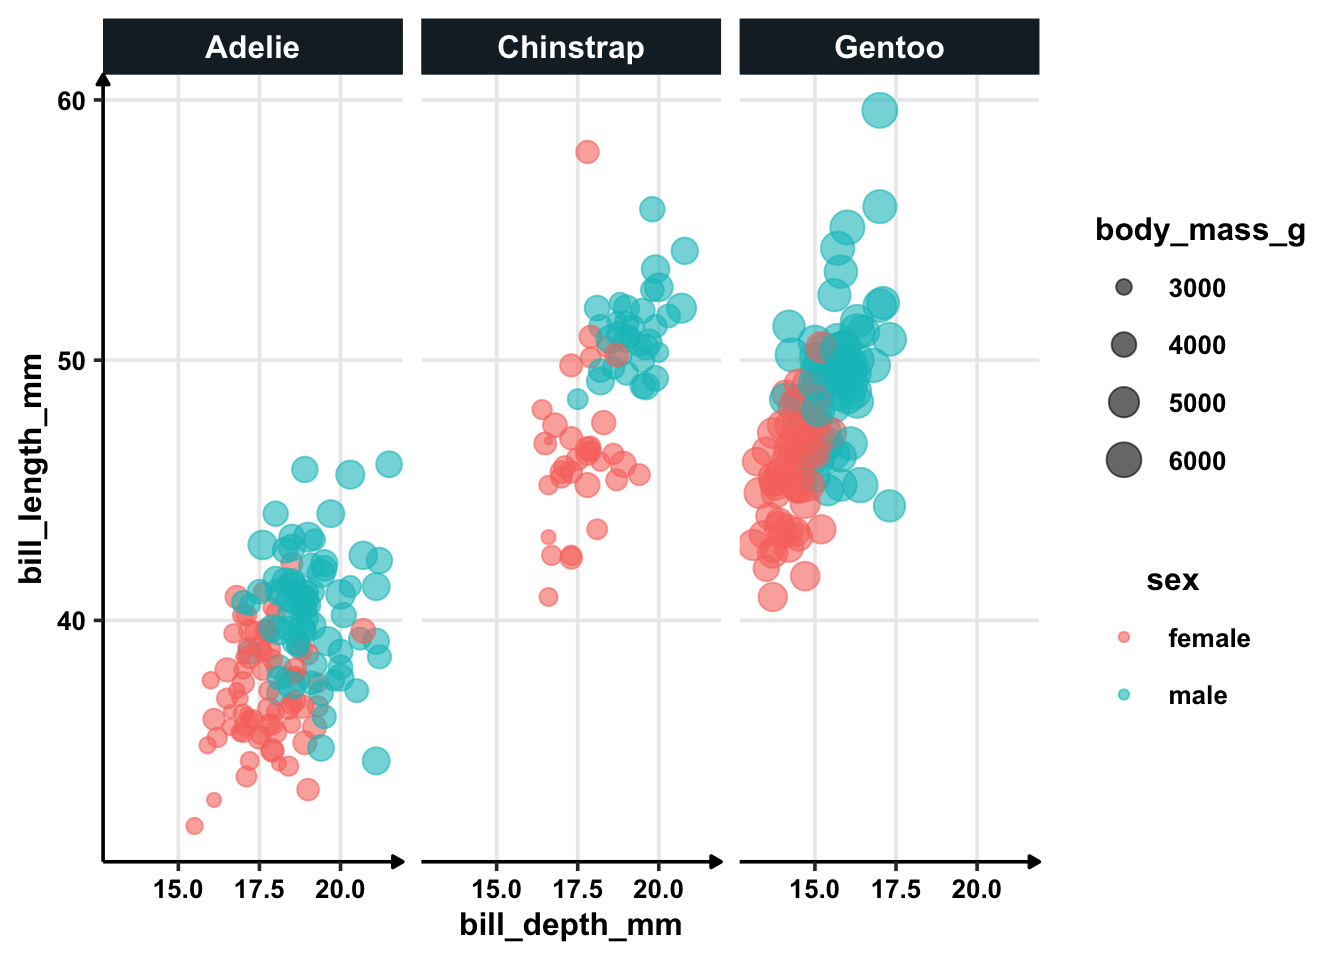 Adelie Chinstrap Gentoo
60
50
40
bill_length_mm
15.0 17.5 20.0 15.0 17.5 20.0 15.0 17.5 20.0
bill_depth_mm
body_mass_g
3000
4000
5000
6000
sex
female
male